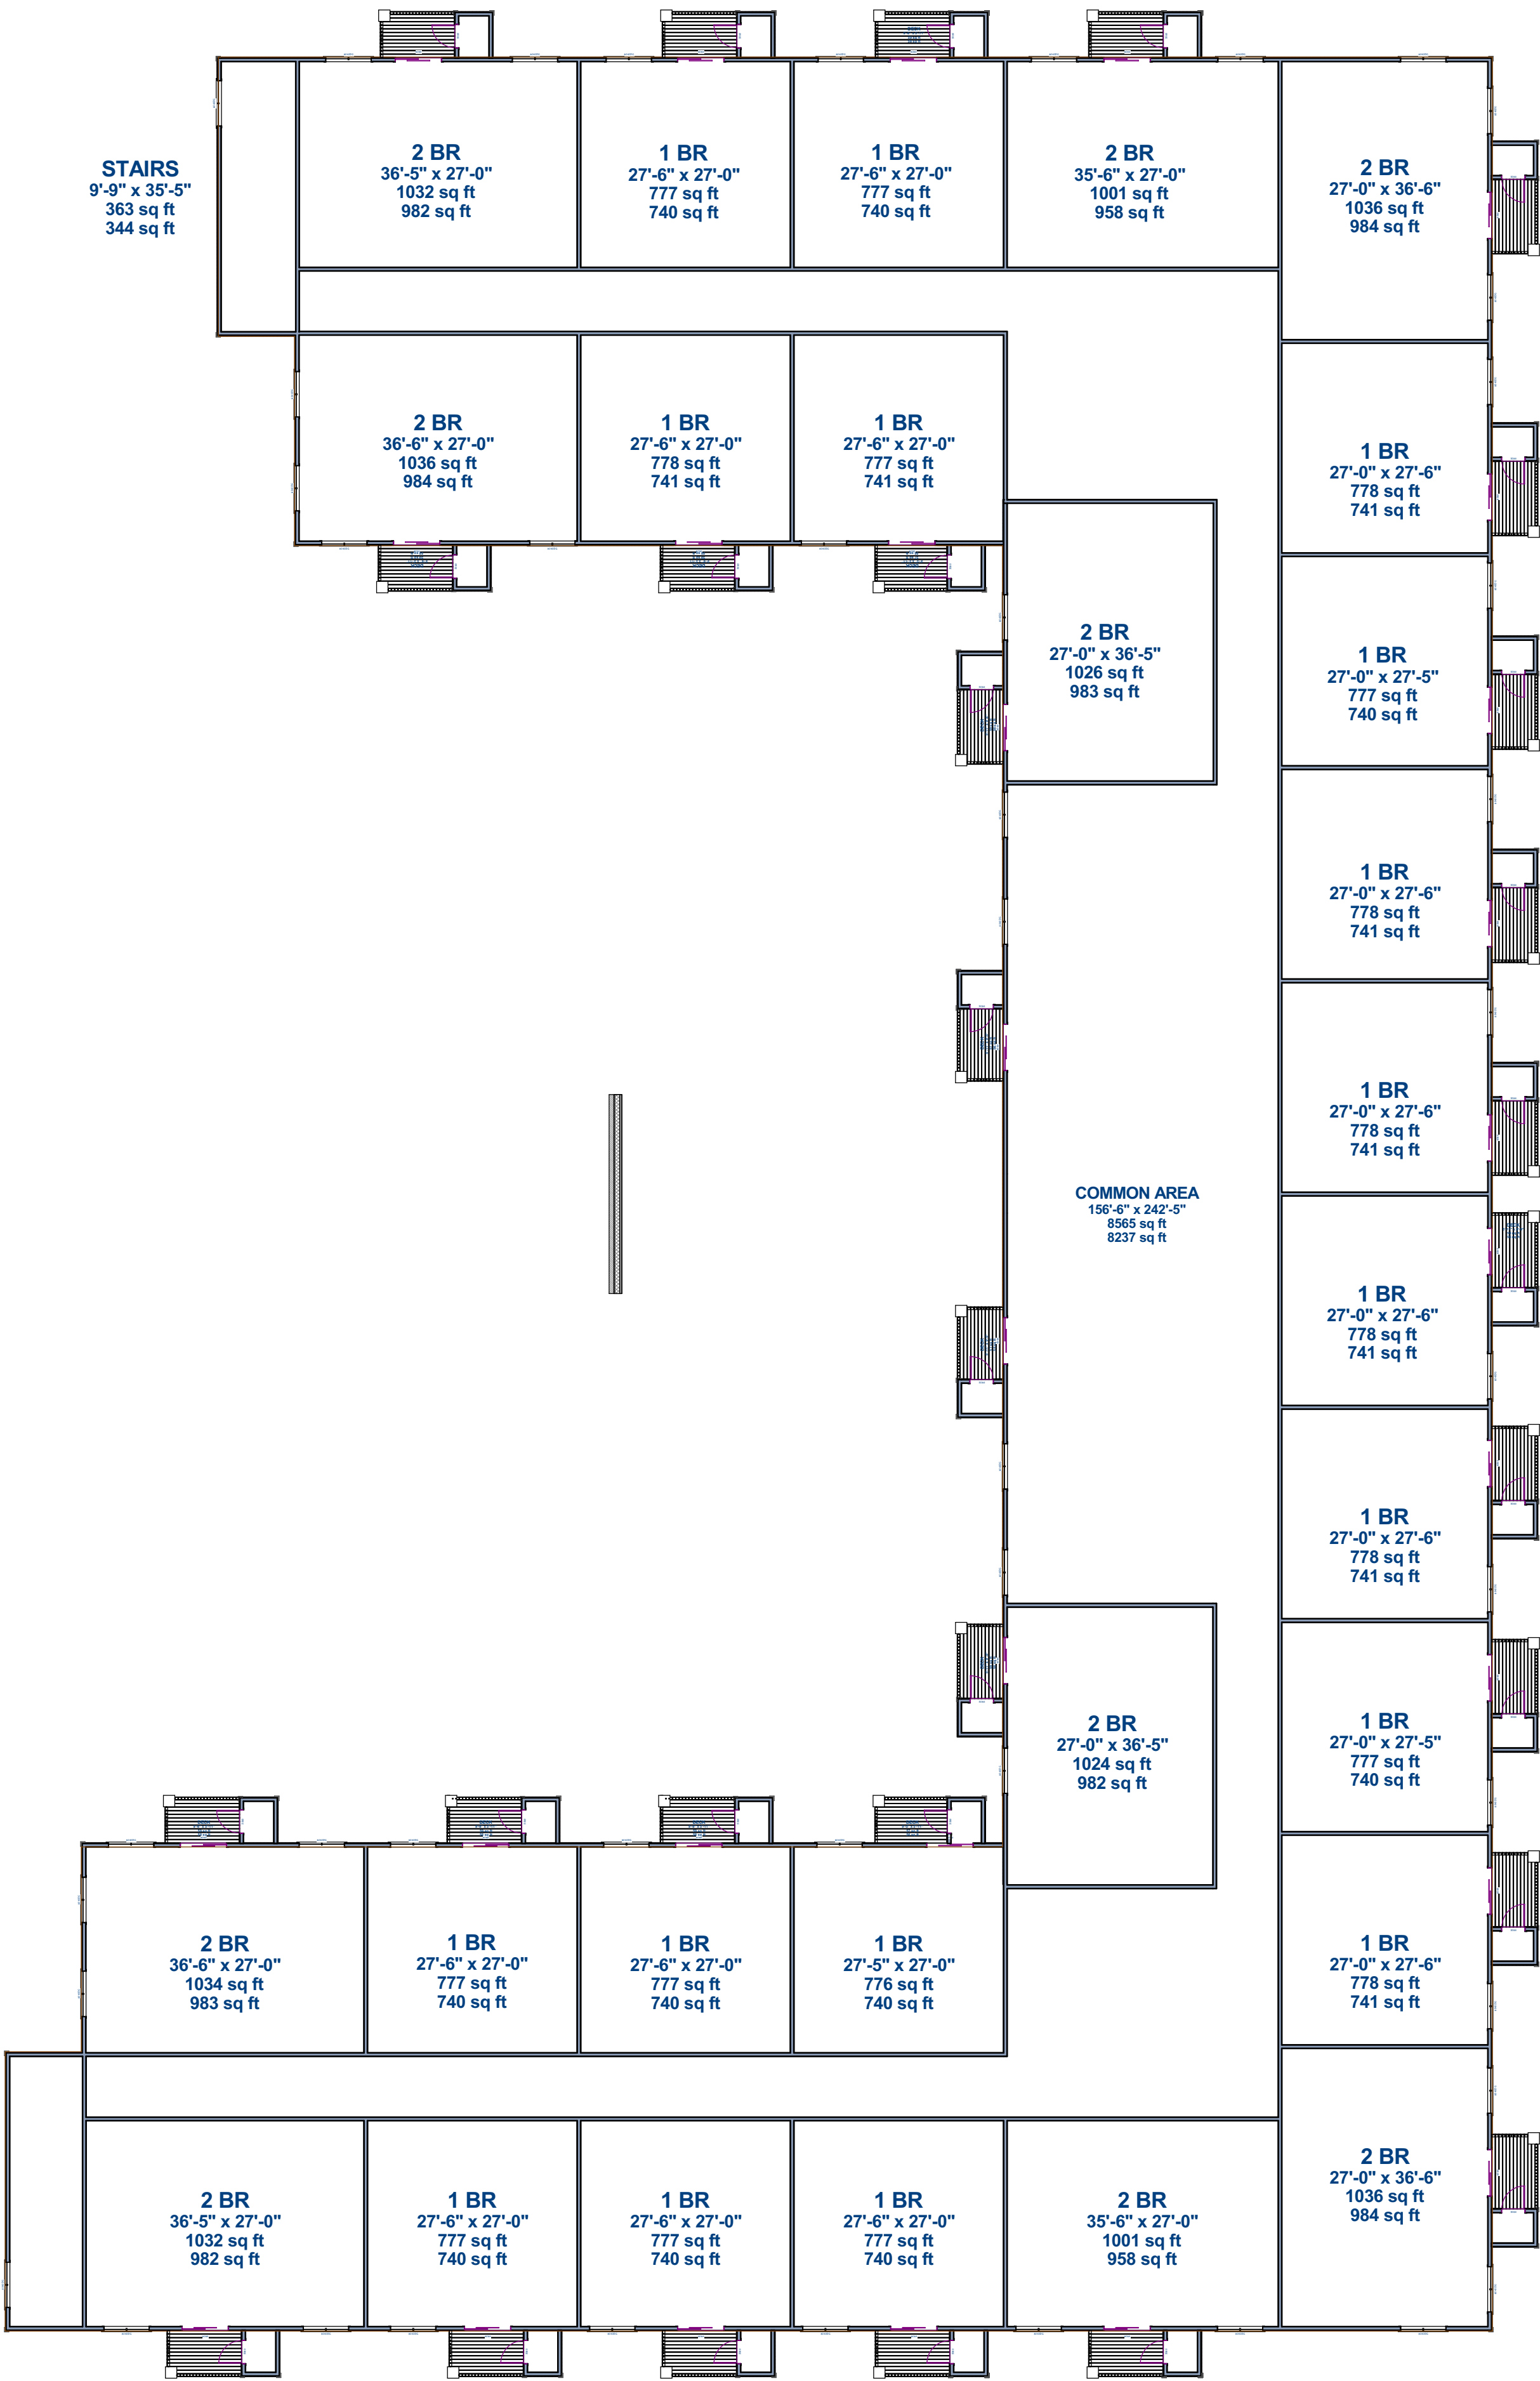 STAIRS
9'-9" x 35'-5"
363 sq ft
344 sq ft
2 BR
36'-5" x 27'-0"
1032 sq ft
982 sq ft
1 BR
27'-6" x 27'-0"
777 sq ft
740 sq ft
1 BR
27'-6" x 27'-0"
777 sq ft
740 sq ft
2 BR
35'-6" x 27'-0"
1001 sq ft
958 sq ft
2 BR
27'-0" x 36'-6"
1036 sq ft
984 sq ft
2 BR
36'-6" x 27'-0"
1036 sq ft
984 sq ft
1 BR
27'-6" x 27'-0"
778 sq ft
741 sq ft
1 BR
27'-6" x 27'-0"
777 sq ft
741 sq ft
1 BR
27'-0" x 27'-6"
778 sq ft
741 sq ft
2 BR
27'-0" x 36'-5"
1026 sq ft
983 sq ft
1 BR
27'-0" x 27'-5"
777 sq ft
740 sq ft
1 BR
27'-0" x 27'-6"
778 sq ft
741 sq ft
1 BR
27'-0" x 27'-6"
778 sq ft
741 sq ft
COMMON AREA
156'-6" x 242'-5"
8565 sq ft
8237 sq ft
1 BR
27'-0" x 27'-6"
778 sq ft
741 sq ft
1 BR
27'-0" x 27'-6"
778 sq ft
741 sq ft
2 BR
27'-0" x 36'-5"
1024 sq ft
982 sq ft
1 BR
27'-0" x 27'-5"
777 sq ft
740 sq ft
2 BR
36'-6" x 27'-0"
1034 sq ft
983 sq ft
1 BR
27'-6" x 27'-0"
777 sq ft
740 sq ft
1 BR
27'-6" x 27'-0"
777 sq ft
740 sq ft
1 BR
27'-5" x 27'-0"
776 sq ft
740 sq ft
1 BR
27'-0" x 27'-6"
778 sq ft
741 sq ft
2 BR
36'-5" x 27'-0"
1032 sq ft
982 sq ft
1 BR
27'-6" x 27'-0"
777 sq ft
740 sq ft
1 BR
27'-6" x 27'-0"
777 sq ft
740 sq ft
1 BR
27'-6" x 27'-0"
777 sq ft
740 sq ft
2 BR
35'-6" x 27'-0"
1001 sq ft
958 sq ft
2 BR
27'-0" x 36'-6"
1036 sq ft
984 sq ft